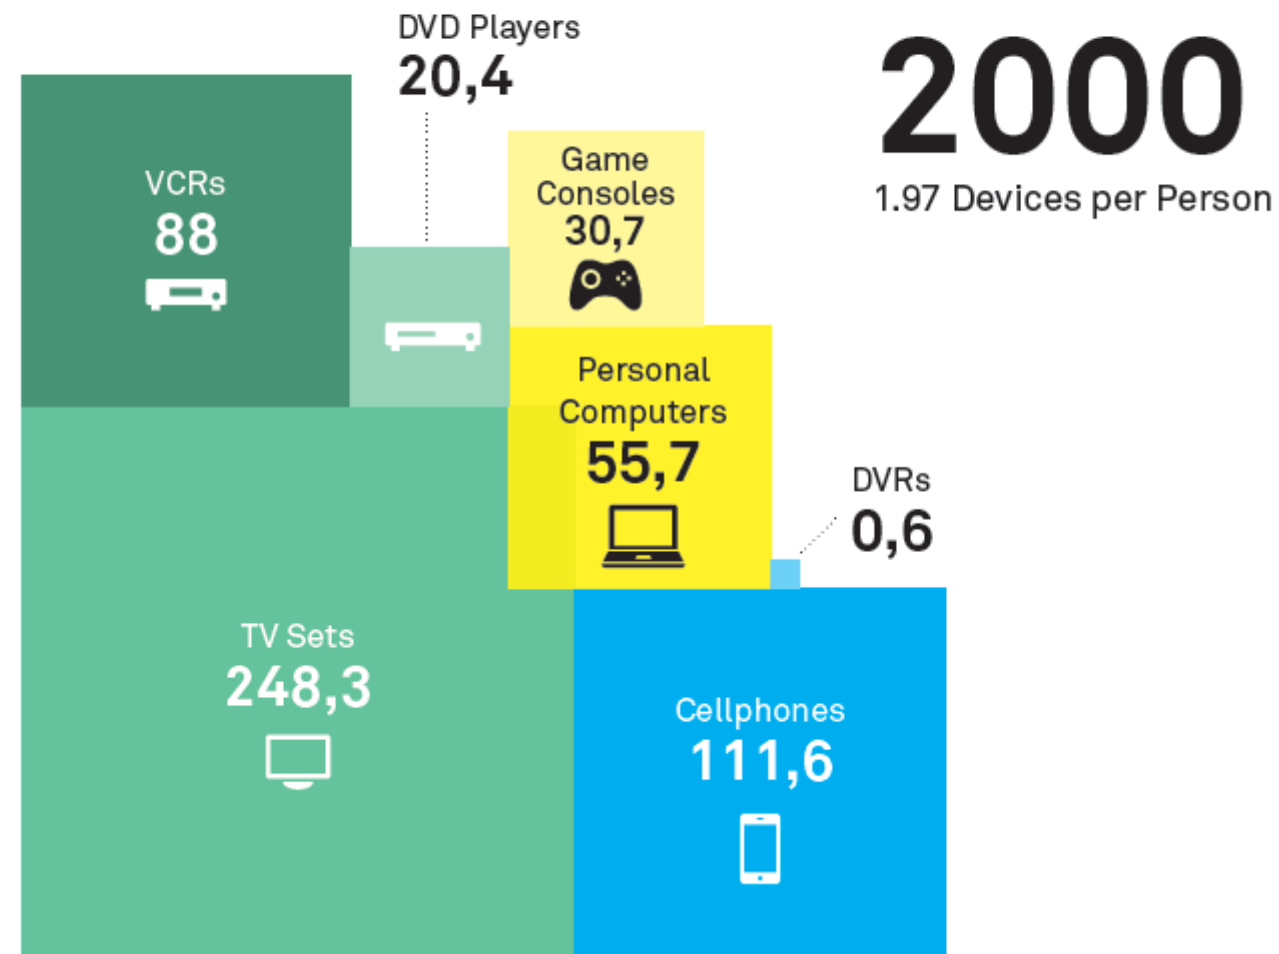 DVD Players
20,4
2000
1.97 Devices per Person
VCRs
88
Game
Consoles
30,7
Personal
Computers
55,7
DVRs
0,6
TV Sets
248,3
Cellphones
111,6